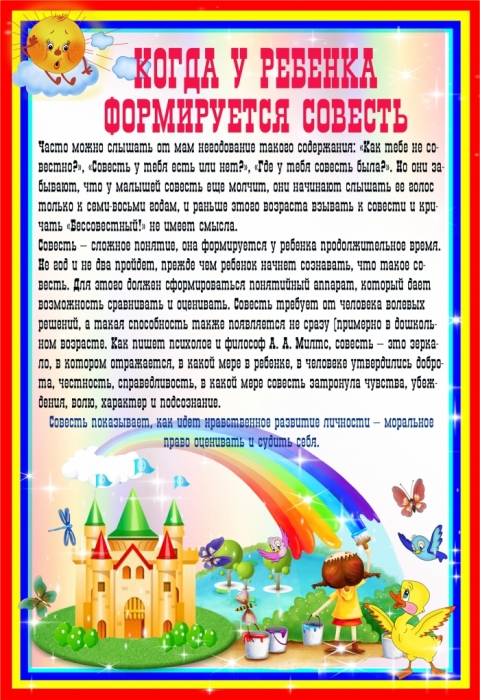 КОГДА У РЕБЕНКА
ФОРМИРУЕТСЯ СОВЕСТЬ
Часто можно слышать от мам негодование такого содержания: «Как тебе не со-
вестно?», «Совесть у тебя есть или нет?», «Где у тебя совесть была?». Но они за-
бывают, что у малышей совесть еще молчит, они начинают слышать ее голос
только к семи-восьми годам, и раньше этого возраста взывать к совести и кри-
чать «Бессовестный!» не имеет смысла.
Совесть – сложное понятие, она формируется у ребенка продолжительное время.
Не год и не два пройдет, прежде чем ребенок начнет сознавать, что такое со-
весть. Для этого должен сформироваться понятийный аппарат, который дает
возможность сравнивать и оценивать. Совесть требует от человека волевых
решений, а такая способность также появляется не сразу (примерно в дошколь-
ном возрасте. Как пишет психолог и философ А. А. Милтс, совесть – это зерка-
ло, в котором отражается, в какой мере в ребенке, в человеке утвердились добро-
та, честность, справедливость, в какой мере совесть затронула чувства, убеж-
дения, волю, характер и подсознание.
Совесть показывает, как идет нравственное развитие личности – моральное
право оценивать и судить себя.